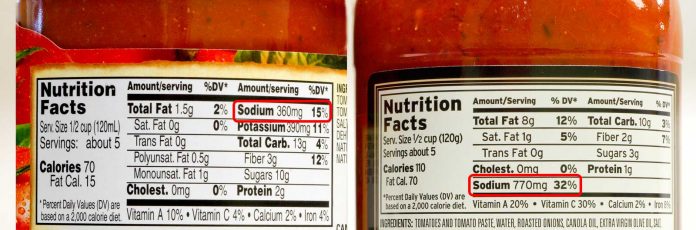 Nutrition Facts
Serv. Size 1/2 cup (120mL)
Servings: about 5
Calories 70
Fat Cal. 15
*Percent Daily Values (DV) are
based on a 2,000 calorie diet.
Amount/serving %DV*
Total Fat 1.5g 2%
Sat. Fat 0g 0%
Trans Fat 0g
Polyunsat. Fat 0.5g
Monounsat. Fat 1g
Cholest. 0mg 0%
Amount/serving %DV*
Sodium 360mg 15%
Potassium 390mg 11%
Total Carb. 13g 4%
Fiber 3g 12%
Sugars 10g
Protein 2g
Vitamin A 10% • Vitamin C 4% • Calcium 2% • Iron 4%
Nutrition Facts
Serv. Size 1/2 cup (120g)
Servings about 5
Calories 110
Fat Cal. 70
*Percent Daily Values (DV) are
based on a 2,000 calorie diet.
Amount/serving % DV*
Total Fat 8g 12%
Sat. Fat 1g 5%
Trans Fat 0g
Cholest. 0mg 0%
Sodium 770mg 32%
Amount/serving % DV*
Total Carb. 10g 3%
Fiber 2g
Sugars 3g
Protein 1g
Vitamin A 20% • Vitamin C 30% • Calcium 2% • Iron
INGREDIENTS: TOMATOES AND TOMATO PASTE, WATER, ROASTED ONIONS, CANOLA OIL, EXTRA VIRGIN OLIVE OIL,